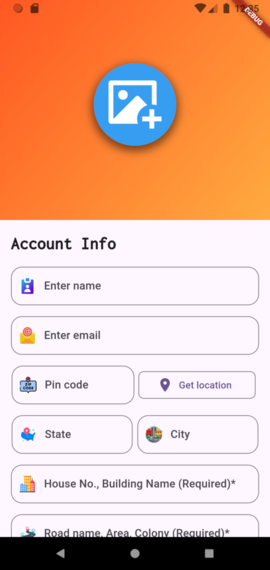 12:35
DEBUG
Account Info
Enter name
Enter email
Pin code
Get location
State
City
House No., Building Name (Required)*
Road name, Area, Colony (Required)*